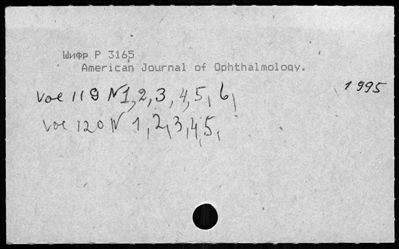 Шифр P 3165
American Journal of Ophthalmology.
1995
vol 119 N 1, 2, 3, 4, 5, 6,
vol 120 N 1, 2, 3, 4, 5,